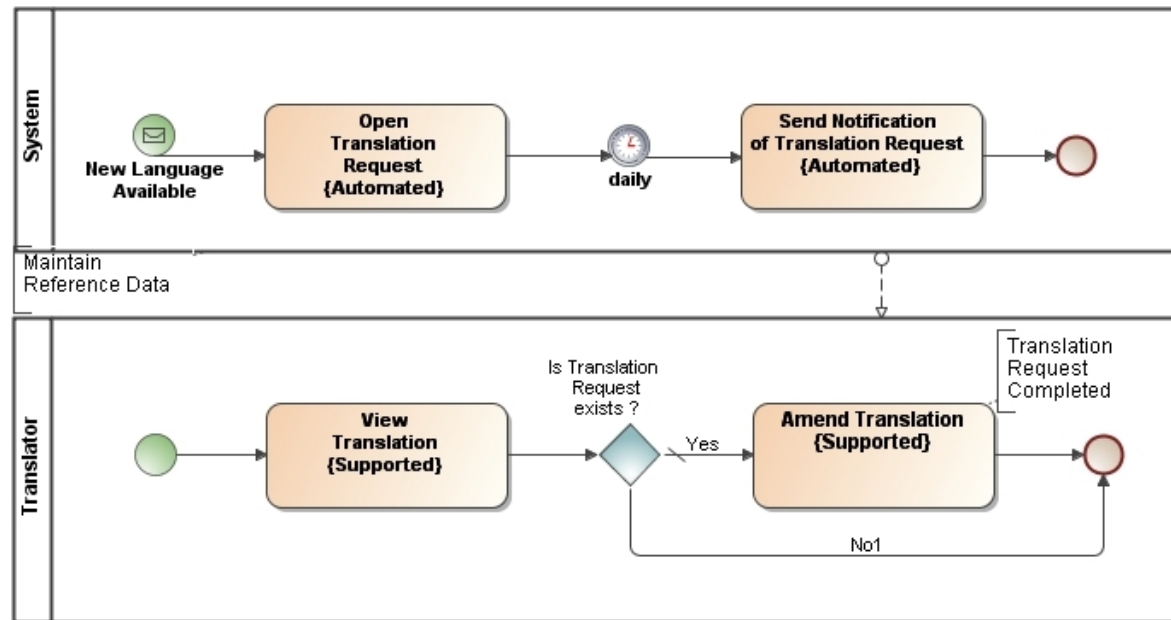 System
New Language
Available
Open
Translation
Request
{Automated}
daily
Send Notification
of Translation Request
{Automated}
Maintain
Reference Data
Translator
View
Translation
{Supported}
Is Translation
Request
exists ?
Yes
No1
Amend Translation
{Supported}
Translation
Request
Completed